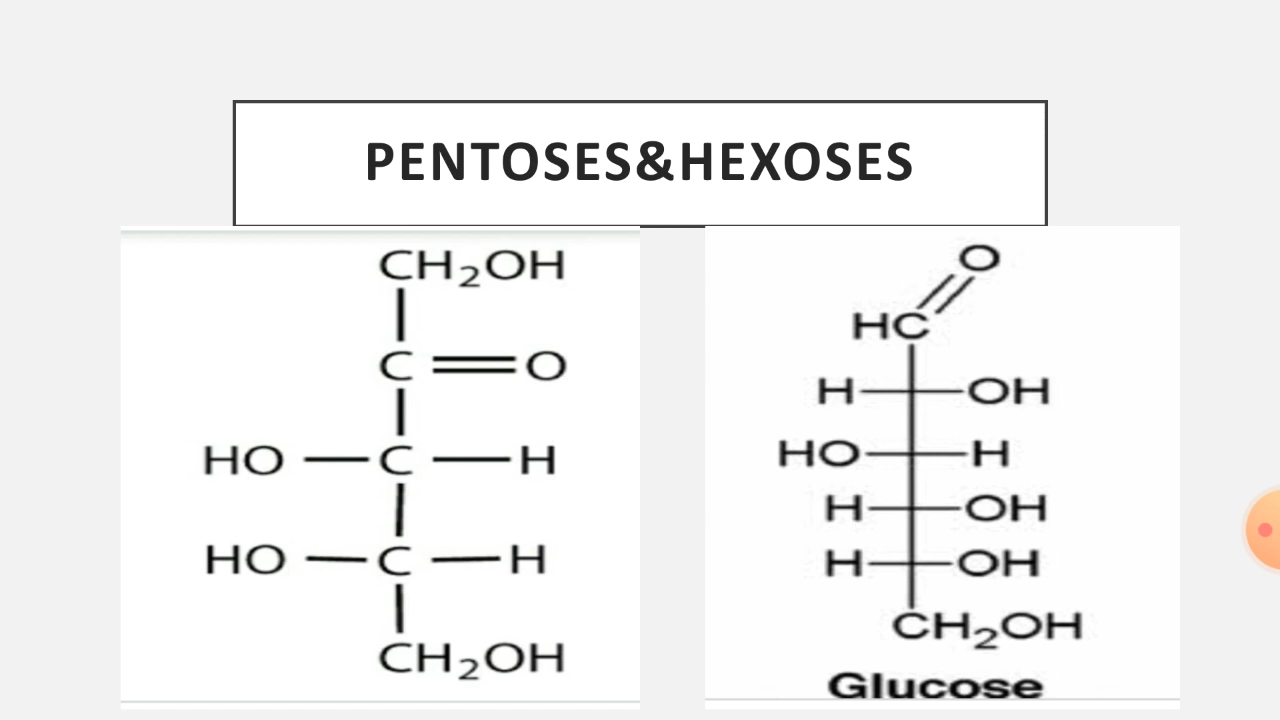 PENTOSES&HEXOSES
CH₂OH
C=O
HO—C—H
HO—C—H
CH₂OH
O
HC
H OH
HO H
H OH
H OH
CH₂OH
Glucose